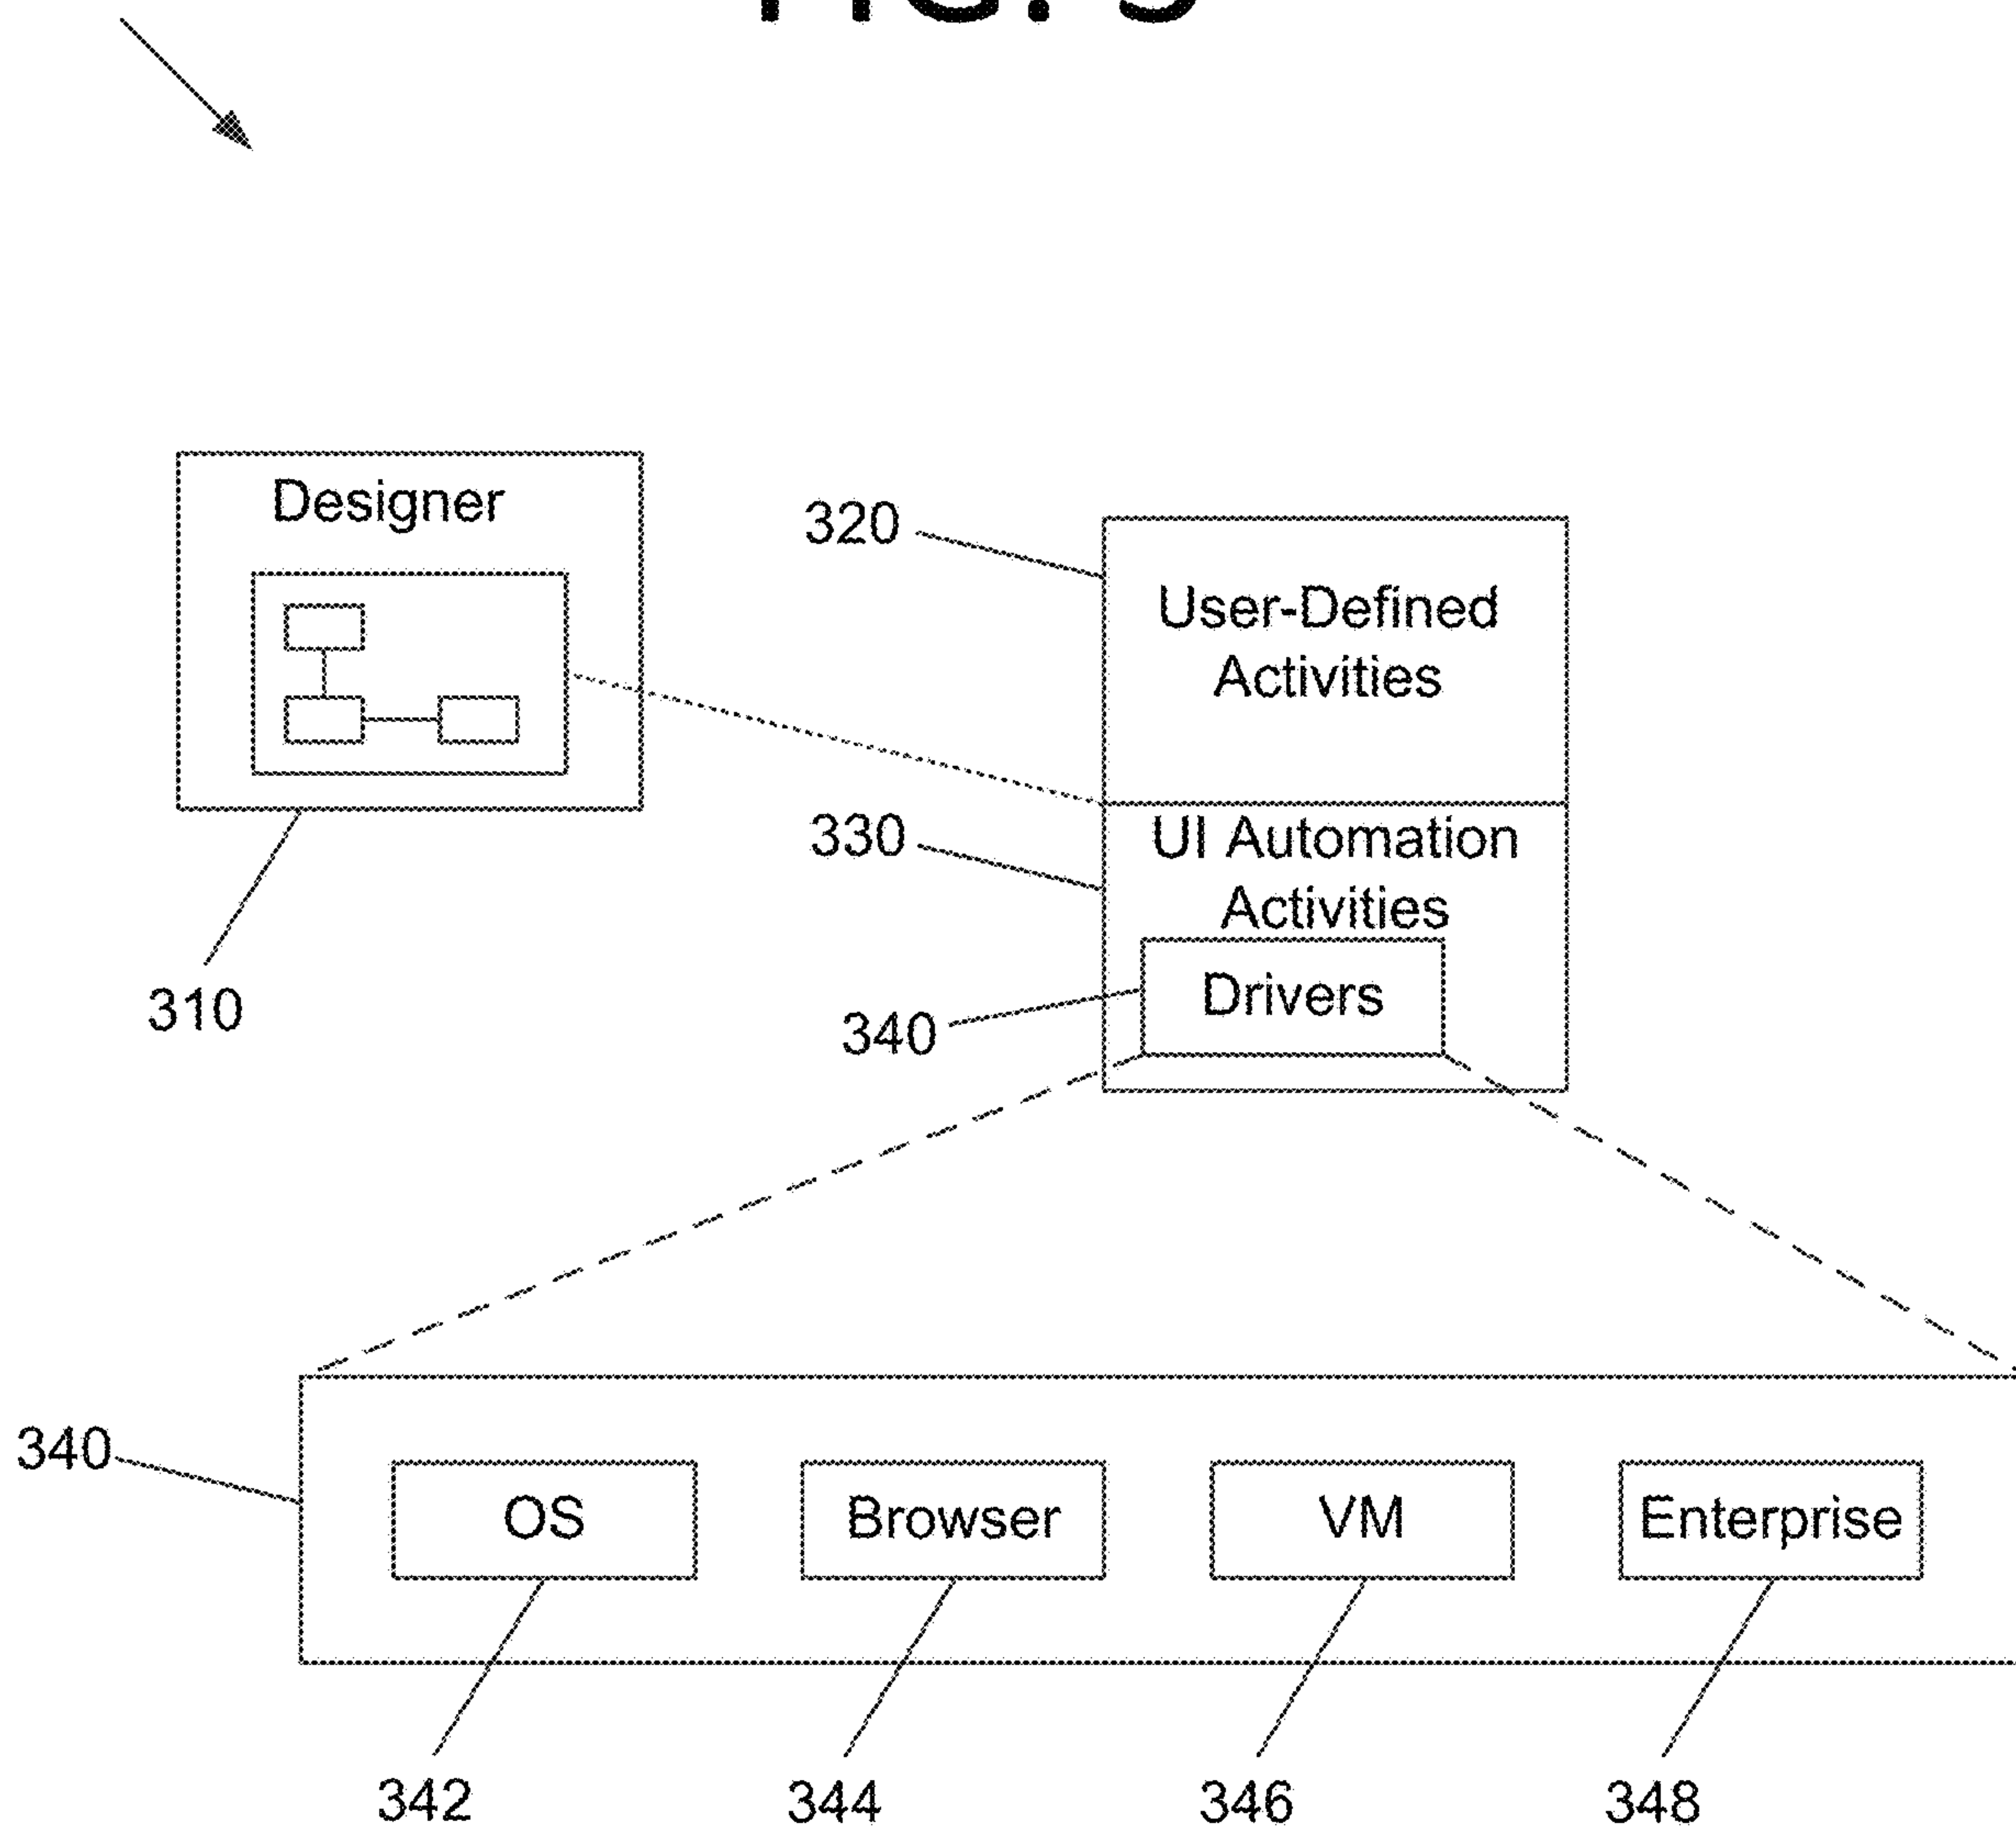 Designer
320
User-Defined
Activities
330
UI Automation
Activities
310
340
Drivers
340
OS
Browser
VM
Enterprise
342
344
346
348